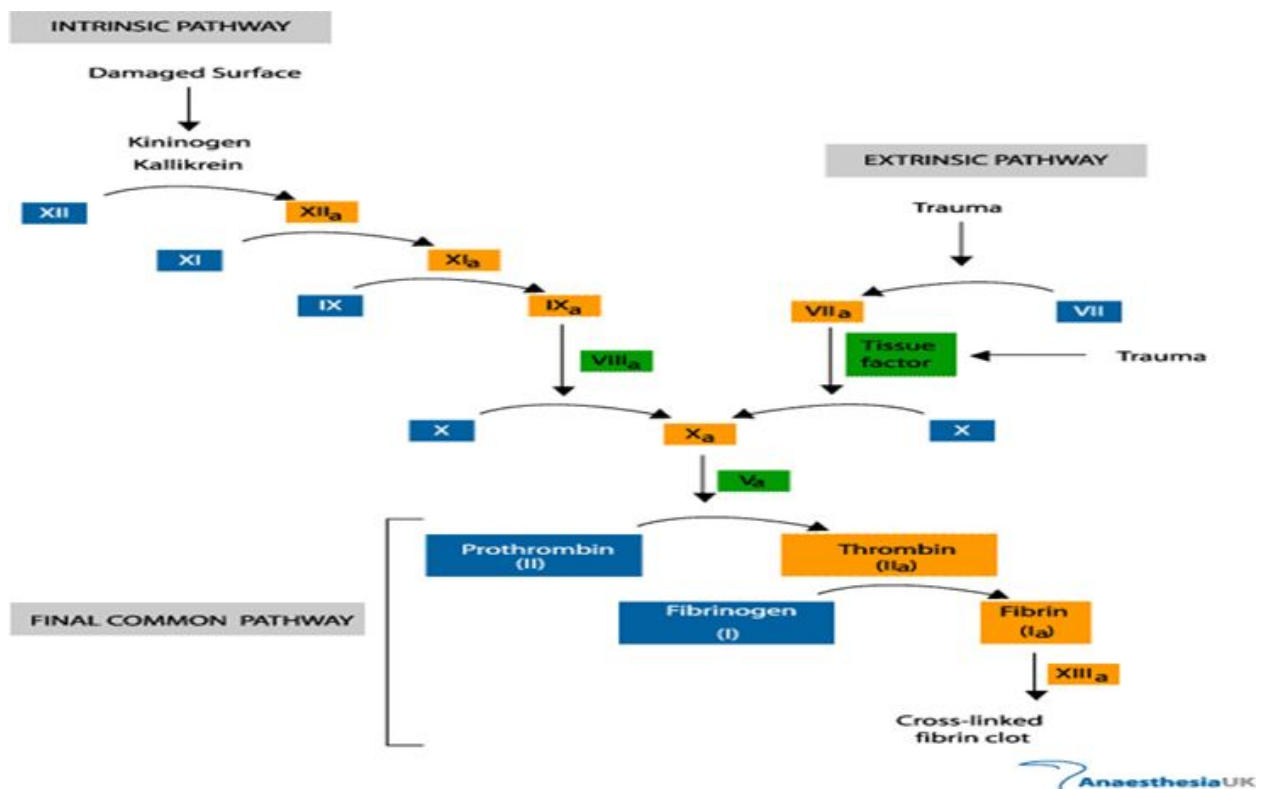 INTRINSIC PATHWAY
Damaged Surface
Kininogen
Kallikrein
XII
XIIa
XI
XIa
IX
IXa
VIIIa
EXTRINSIC PATHWAY
Trauma
VIIa
VII
Tissue
factor
Trauma
X
Xa
X
Va
FINAL COMMON PATHWAY
Prothrombin
(II)
Thrombin
(IIa)
Fibrinogen
(I)
Fibrin
(Ia)
XIIIa
Cross-linked
fibrin clot
AnaesthesiaUK